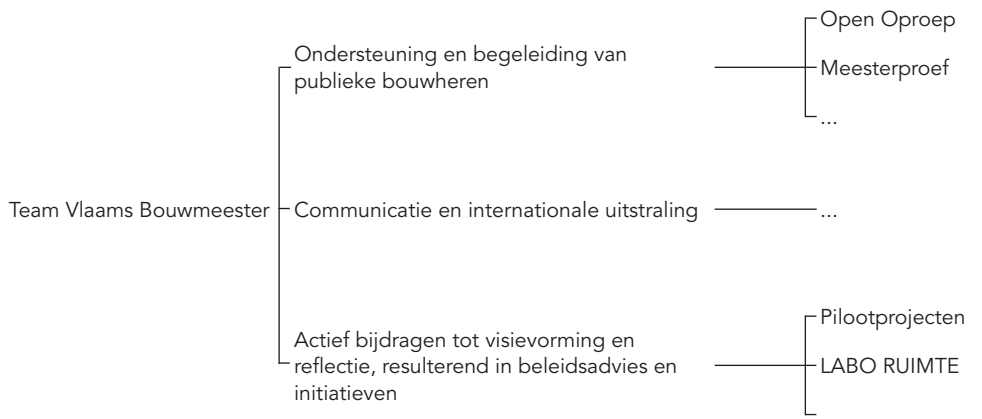 Team Vlaams Bouwmeester
Ondersteuning en begeleiding van
publieke bouwheren
Open Oproep
Meesterproef
...
Communicatie en internationale uitstraling
...
Actief bijdragen tot visievorming en
reflectie, resulterend in beleidsadvies en
initiatieven
Pilootprojecten
LABO RUIMTE